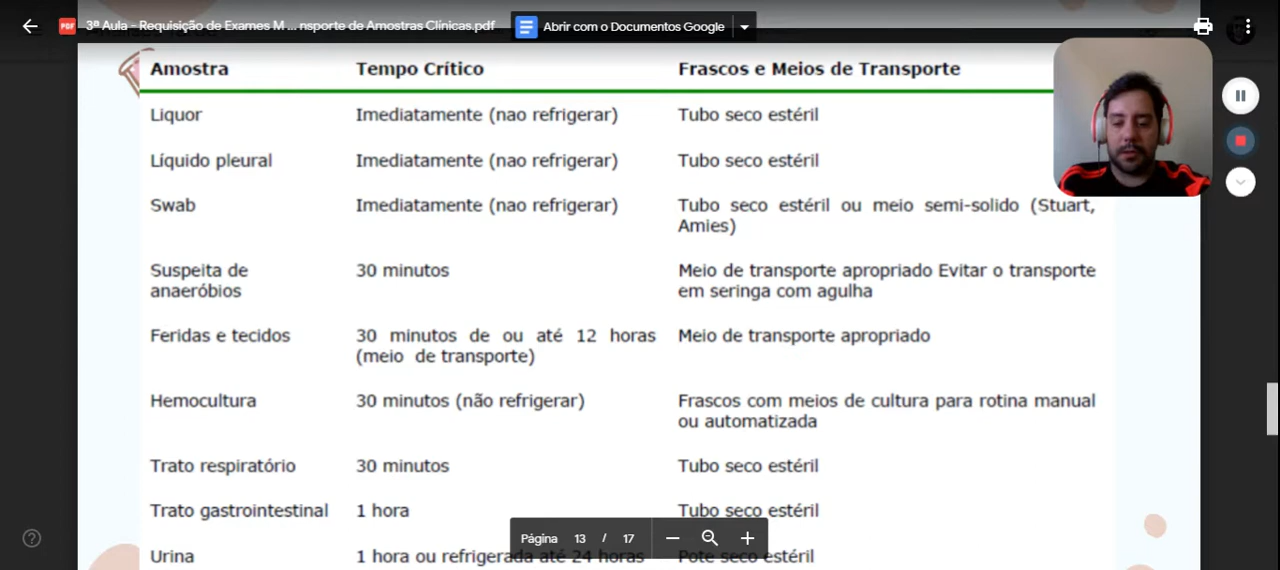 PDF 3ª Aula - Requisição de Exames M ... nsporte de Amostras Clínicas.pdf
Abrir com o Documentos Google
Amostra Tempo Crítico Frascos e Meios de Transporte
Liquor Imediatamente (nao refrigerar) Tubo seco estéril
Líquido pleural Imediatamente (nao refrigerar) Tubo seco estéril
Swab Imediatamente (nao refrigerar) Tubo seco estéril ou meio semi-solido (Stuart,
Amies)
Suspeita de 30 minutos Meio de transporte apropriado Evitar o transporte
anaeróbios em seringa com agulha
Feridas e tecidos 30 minutos de ou até 12 horas Meio de transporte apropriado
(meio de transporte)
Hemocultura 30 minutos (não refrigerar) Frascos com meios de cultura para rotina manual
ou automatizada
Trato respiratório 30 minutos Tubo seco estéril
Trato gastrointestinal 1 hora Tubo seco estéril
Urina 1 hora ou refrigerada até 24 horas Pote seco estéril
Página 13 / 17